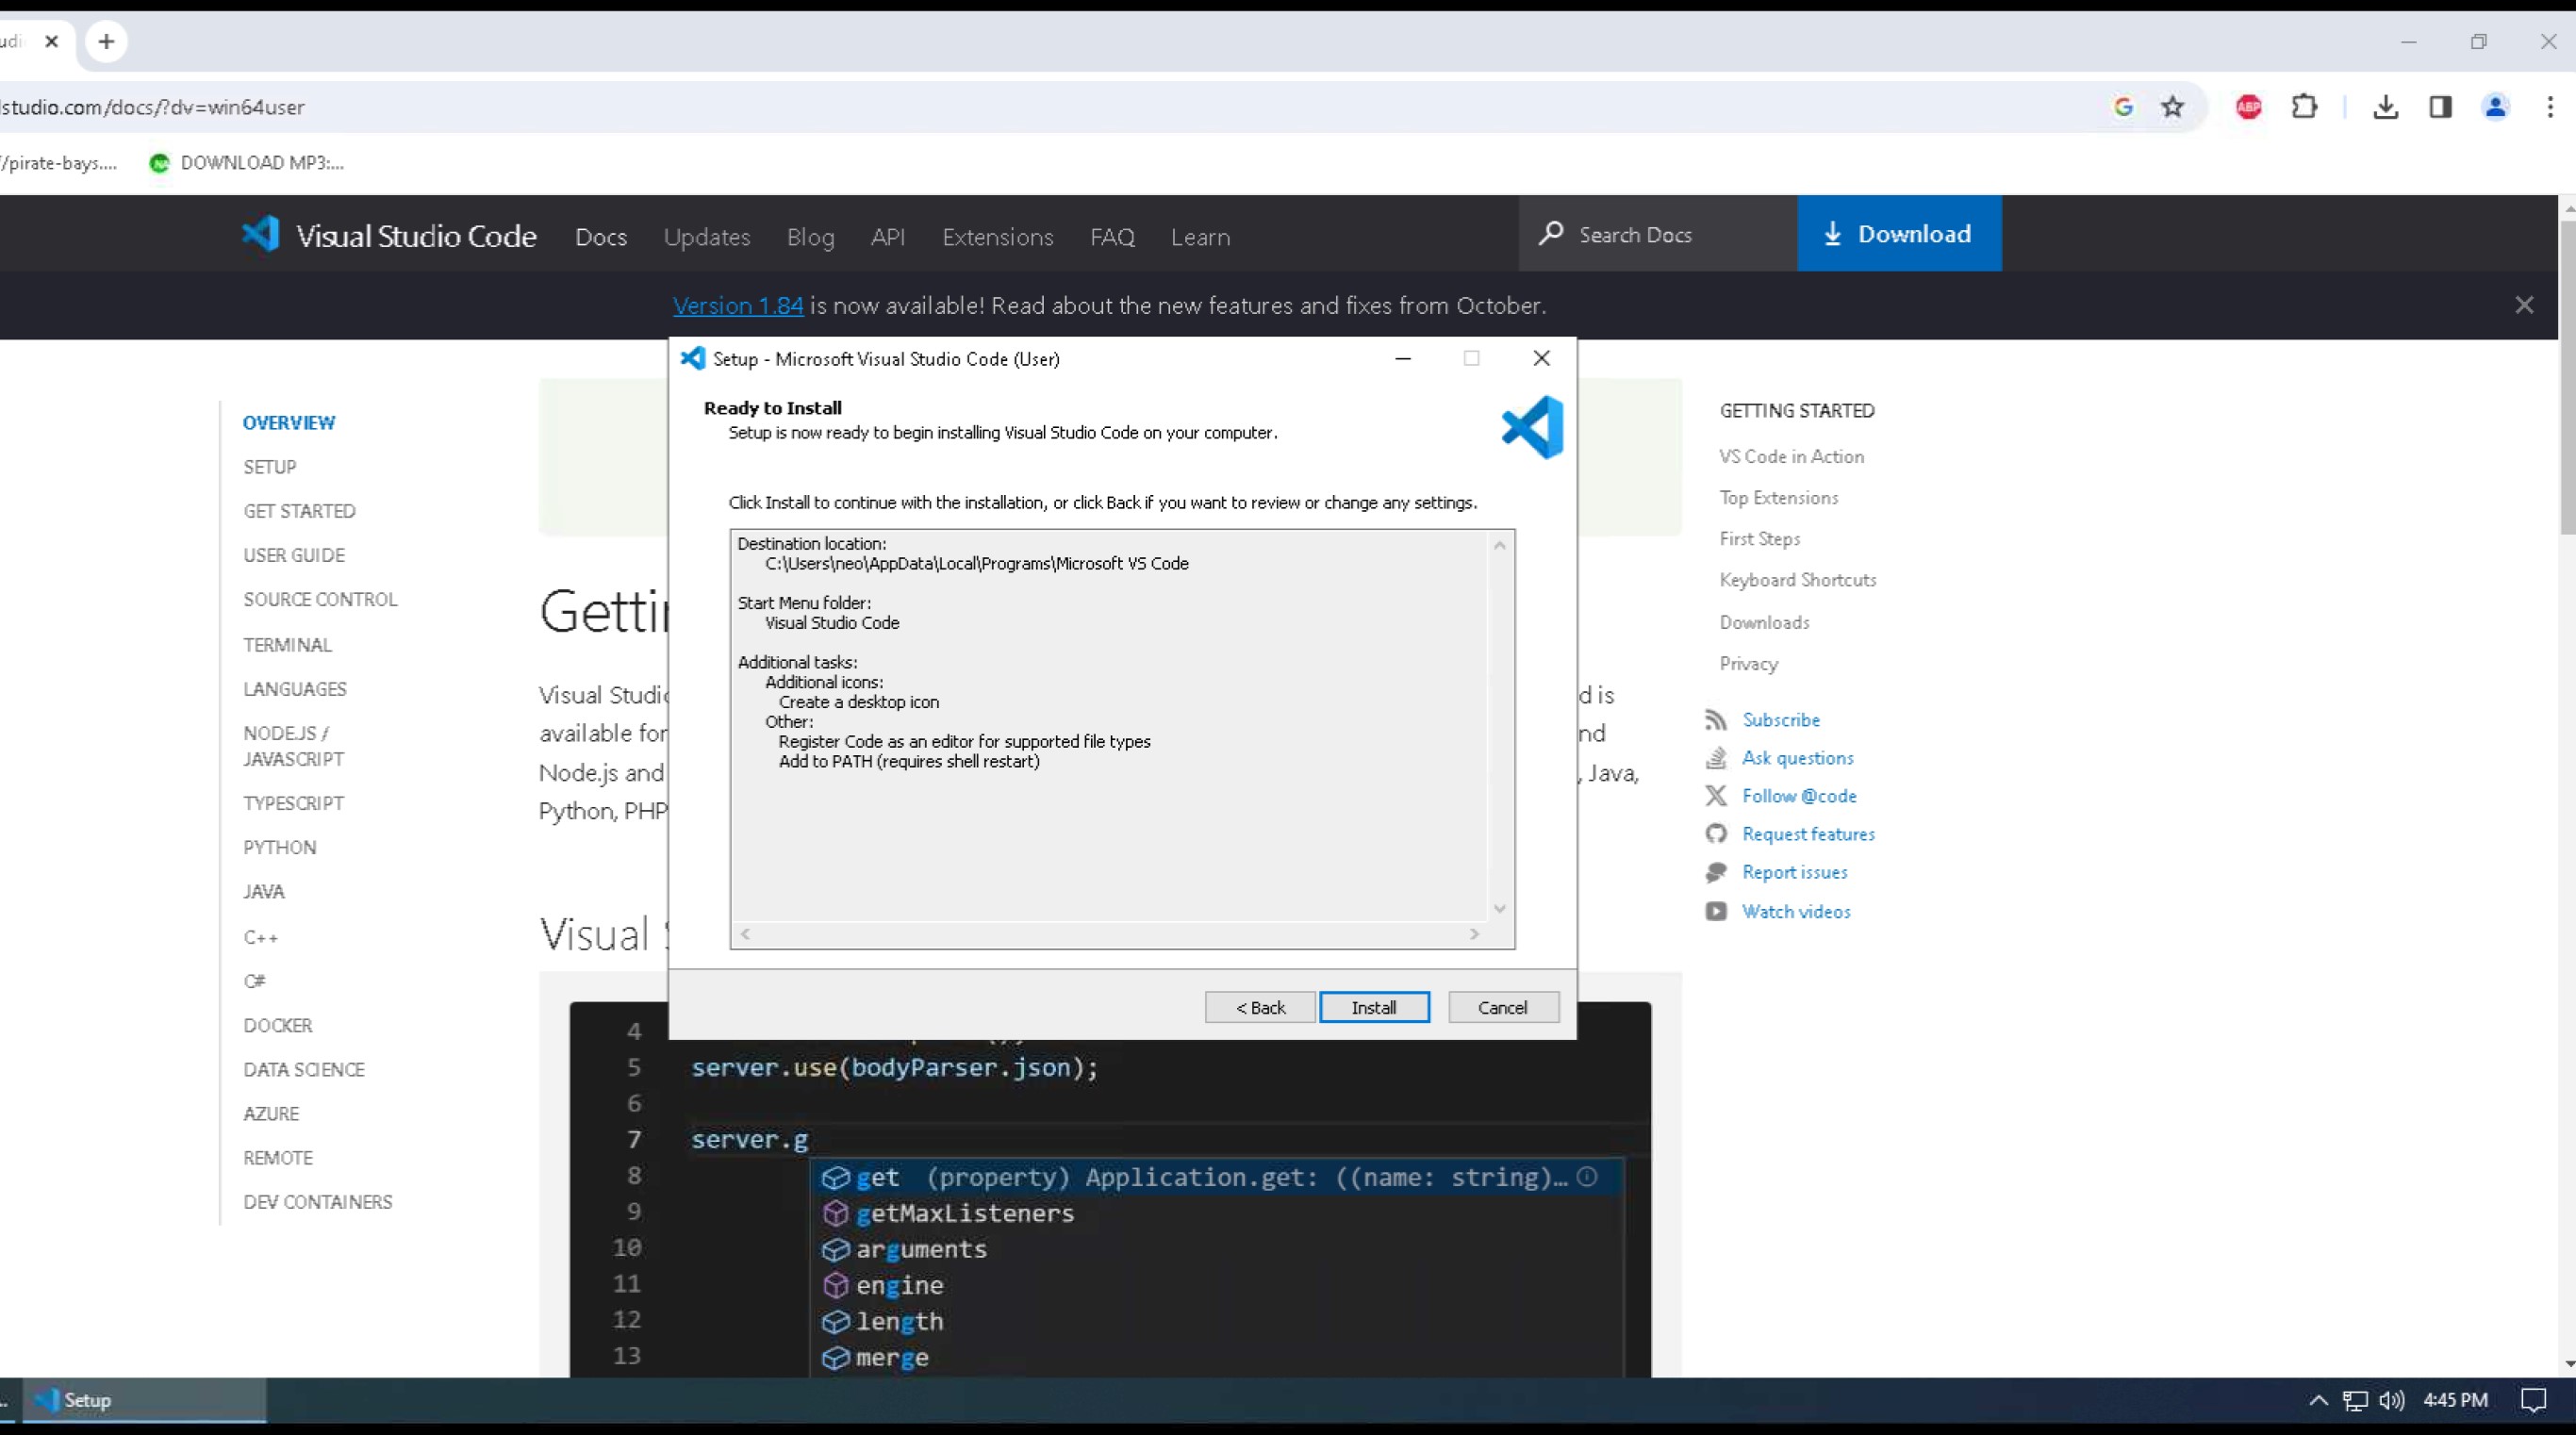 udi
lstudio.com/docs/?dv=win64user
ABP
//pirate-bays....
DOWNLOAD MP3:...
Visual Studio Code
Docs
Updates
Blog
API
Extensions
FAQ
Learn
Search Docs
Download
Version 1.84 is now available! Read about the new features and fixes from October.
OVERVIEW
SETUP
GET STARTED
USER GUIDE
SOURCE CONTROL
TERMINAL
LANGUAGES
NODE.JS /
JAVASCRIPT
TYPESCRIPT
PYTHON
JAVA
C++
C#
DOCKER
DATA SCIENCE
AZURE
REMOTE
DEV CONTAINERS
Getti
Visual Studi
d is
available for
nd
Node.js and
, Java,
Python, PHP
Visual
Setup - Microsoft Visual Studio Code (User)
Ready to Install
Setup is now ready to begin installing Visual Studio Code on your computer.
Click Install to continue with the installation, or click Back if you want to review or change any settings.
Destination location:
C:\Users\neo\AppData\Local\Programs\Microsoft VS Code
Start Menu folder:
Visual Studio Code
Additional tasks:
Additional icons:
Create a desktop icon
Other:
Register Code as an editor for supported file types
Add to PATH (requires shell restart)
< Back
Install
Cancel
4
5 server.use(bodyParser.json);
6
7 server.g
8 get (property) Application.get: ((name: string)…
9 getMaxListeners
10 arguments
11 engine
12 length
13 merge
GETTING STARTED
VS Code in Action
Top Extensions
First Steps
Keyboard Shortcuts
Downloads
Privacy
Subscribe
Ask questions
Follow @code
Request features
Report issues
Watch videos
Setup
4:45 PM